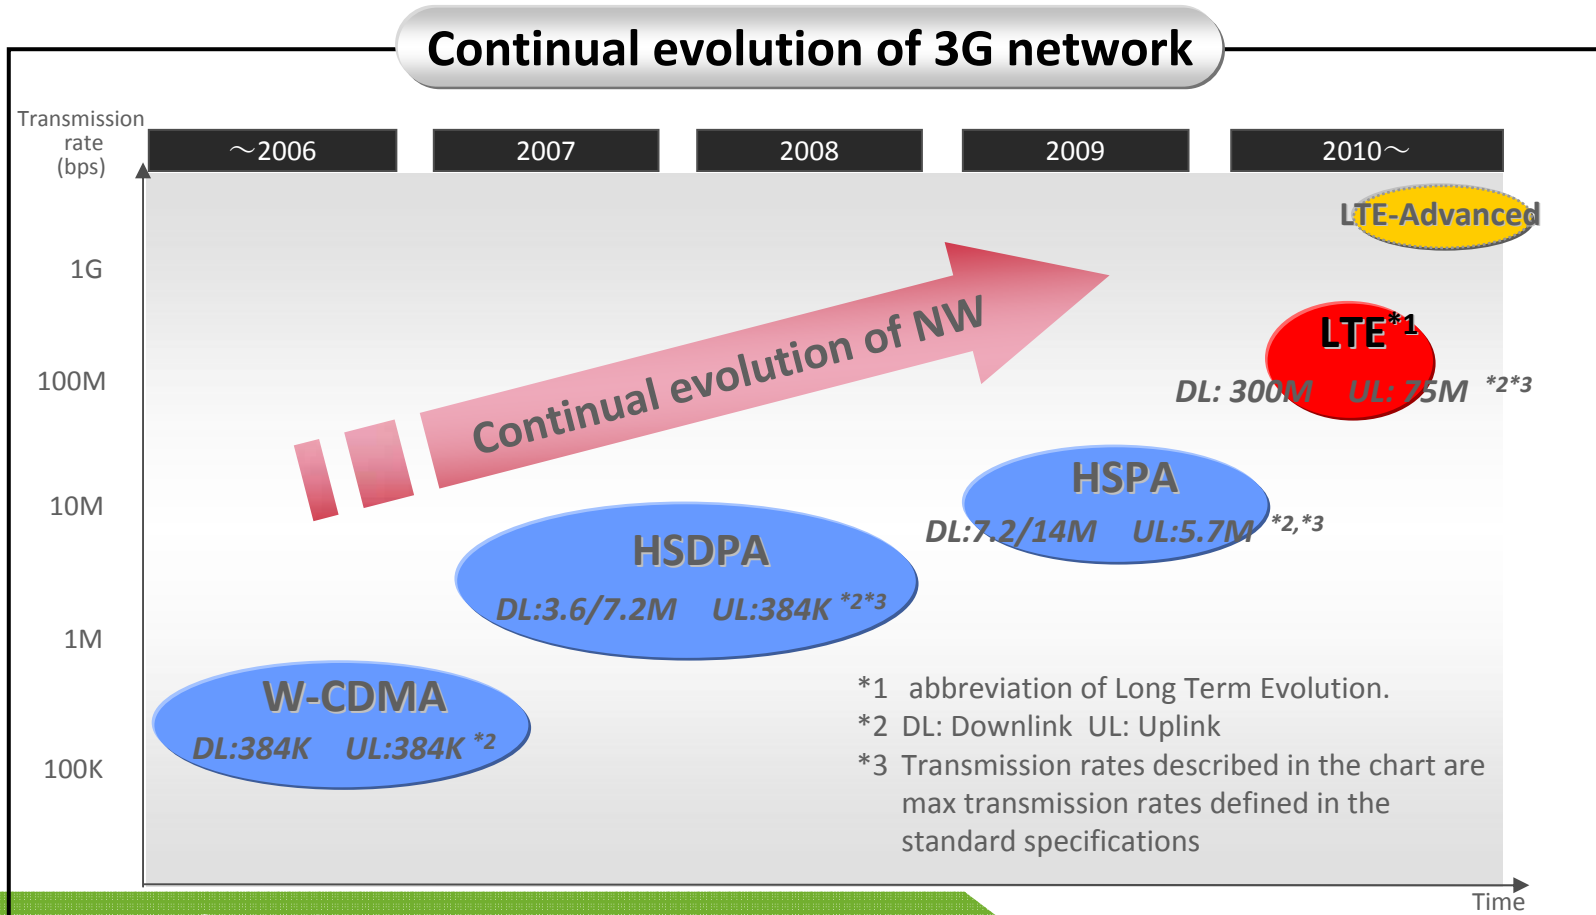 Continual evolution of 3G network
Transmission
rate
(bps)
～2006
2007
2008
2009
2010～
LTE-Advanced
1G
LTE*1
100M
DL: 300M UL: 75M *2*3
Continual evolution of NW
HSPA
10M
DL:7.2/14M UL:5.7M *2,*3
HSDPA
DL:3.6/7.2M UL:384K *2*3
1M
W-CDMA
DL:384K UL:384K *2
100K
*1 abbreviation of Long Term Evolution.
*2 DL: Downlink UL: Uplink
*3 Transmission rates described in the chart are
max transmission rates defined in the
standard specifications
Time